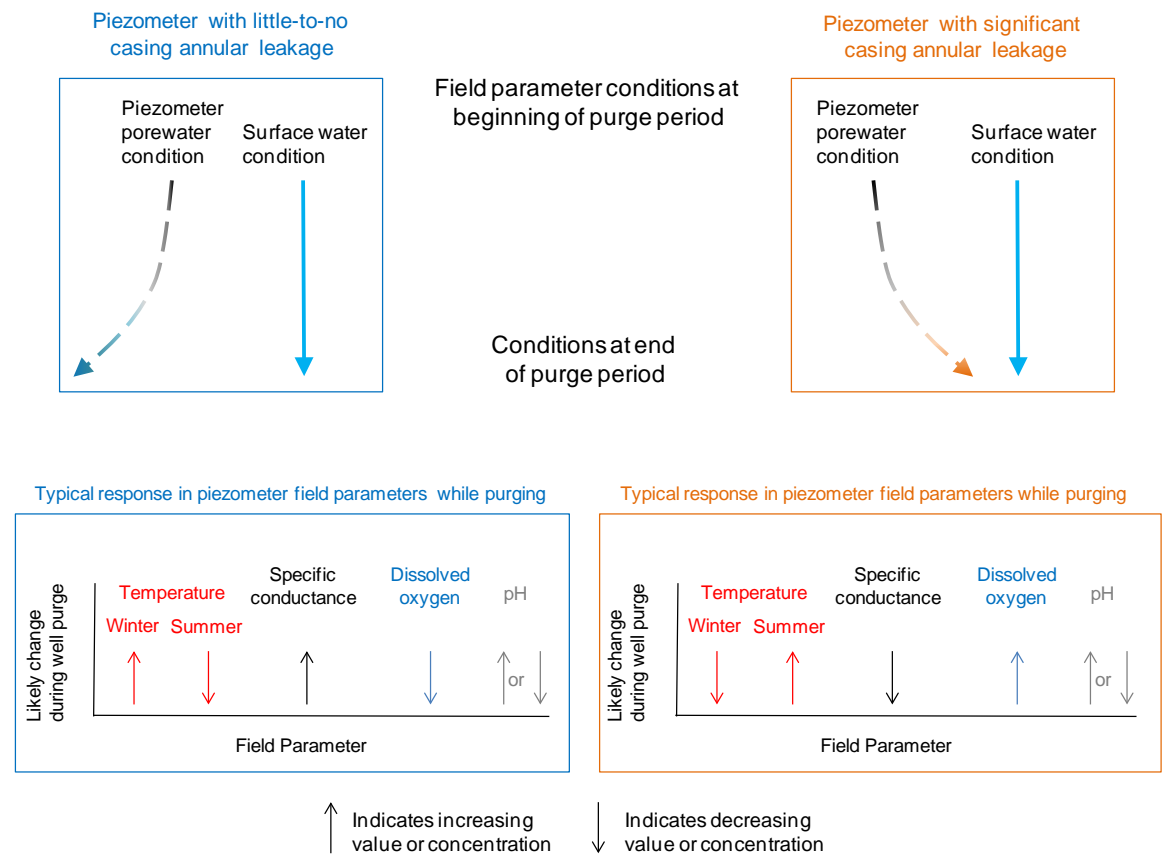 Piezometer with little-to-no
casing annular leakage
Piezometer with significant
casing annular leakage
Field parameter conditions at
beginning of purge period
Piezometer
porewater
condition
Surface water
condition
Piezometer
porewater
condition
Surface water
condition
Conditions at end
of purge period
Typical response in piezometer field parameters while purging
Likely change
during well purge
Temperature
Winter
Summer
Specific
conductance
Dissolved
oxygen
pH
or
Field Parameter
Typical response in piezometer field parameters while purging
Likely change
during well purge
Temperature
Winter
Summer
Specific
conductance
Dissolved
oxygen
pH
or
Field Parameter
Indicates increasing
value or concentration
Indicates decreasing
value or concentration